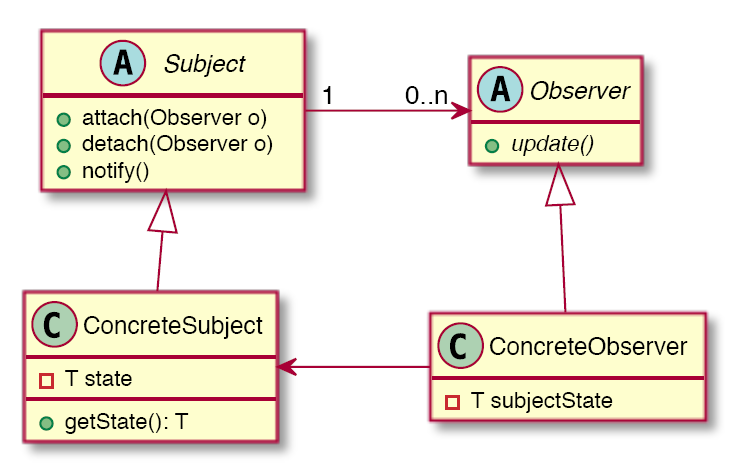 A Subject
attach(Observer o)
detach(Observer o)
notify()
1
0..n
A Observer
update()
C ConcreteSubject
T state
getState(): T
C ConcreteObserver
T subjectState